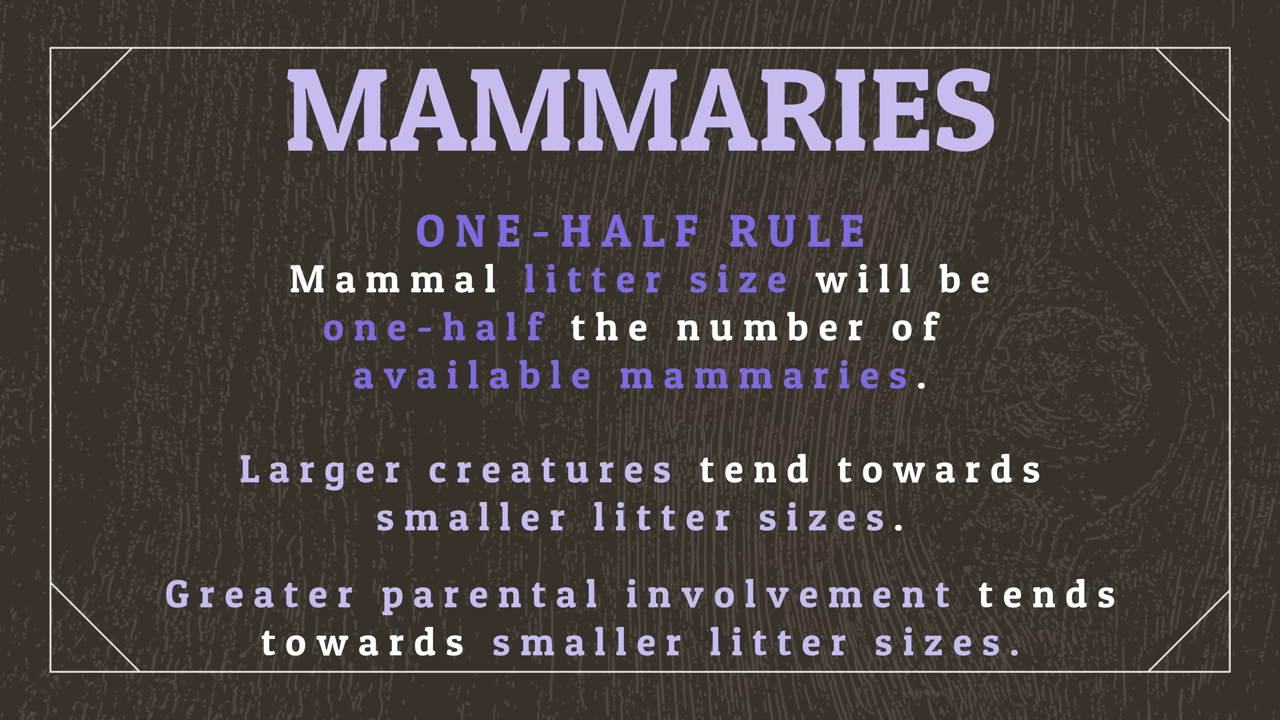 MAMMARIES
ONE-HALF RULE
Mammal litter size will be
one-half the number of
available mammaries.
Larger creatures tend towards
smaller litter sizes.
Greater parental involvement tends
towards smaller litter sizes.